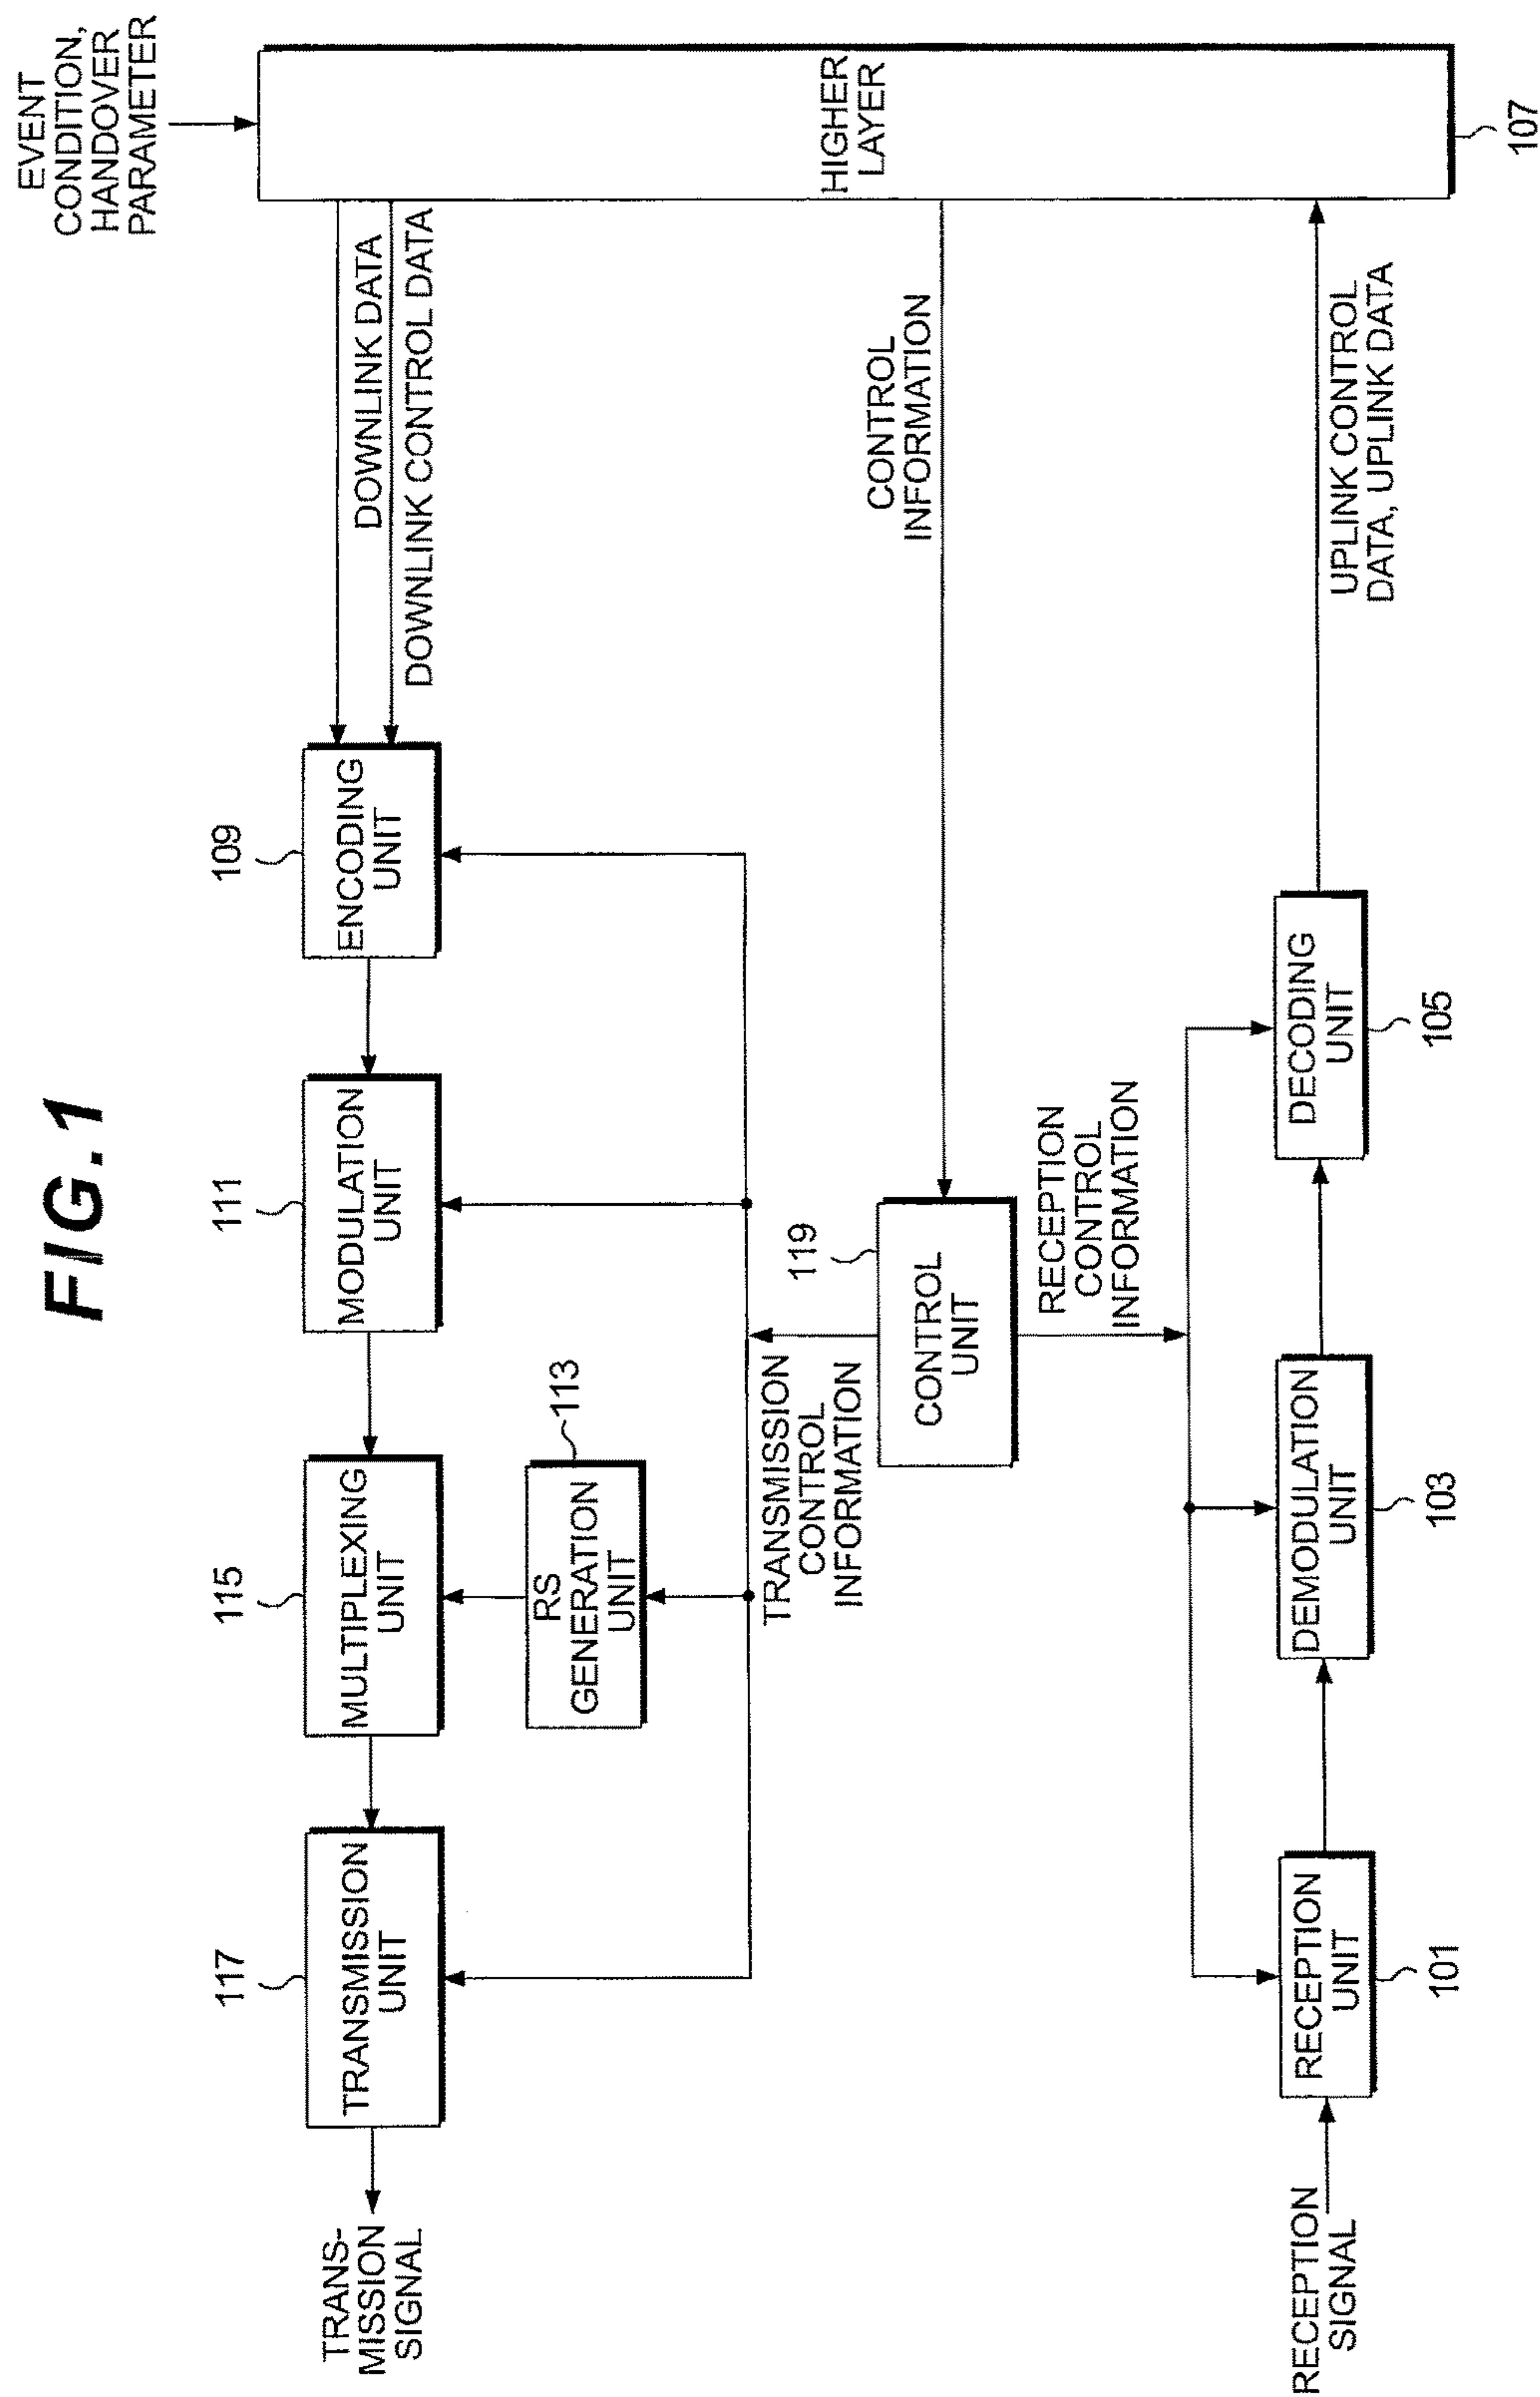 FIG.1
EVENT
CONDITION,
HANDOVER
PARAMETER
117
115
111
109
TRANS-
MISSION
SIGNAL
TRANSMISSION
UNIT
MULTIPLEXING
UNIT
MODULATION
UNIT
ENCODING
UNIT
DOWNLINK DATA
DOWNLINK CONTROL DATA
RS
GENERATION
UNIT
113
TRANSMISSION
CONTROL
INFORMATION
119
CONTROL
UNIT
CONTROL
INFORMATION
HIGHER
LAYER
107
RECEPTION
CONTROL
INFORMATION
RECEPTION
SIGNAL
RECEPTION
UNIT
101
DEMODULATION
UNIT
103
DECODING
UNIT
105
UPLINK CONTROL
DATA, UPLINK DATA